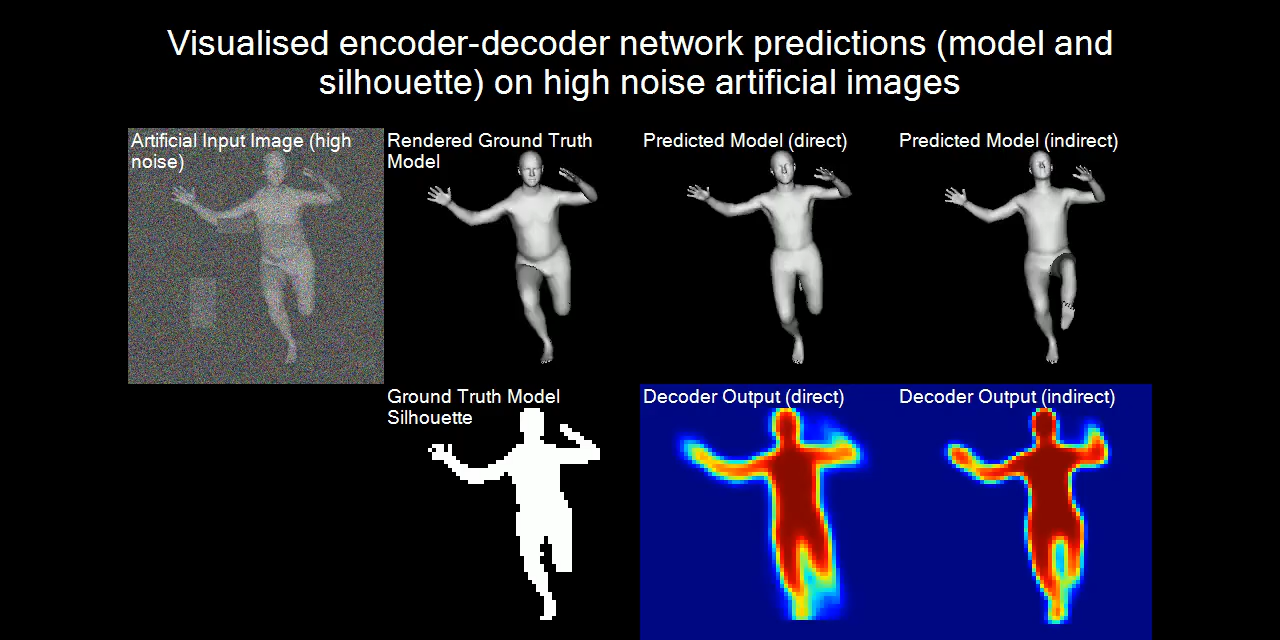 Visualised encoder-decoder network predictions (model and
silhouette) on high noise artificial images
Artificial Input Image (high
noise)
Rendered Ground Truth
Model
Predicted Model (direct)
Predicted Model (indirect)
Ground Truth Model
Silhouette
Decoder Output (direct)
Decoder Output (indirect)